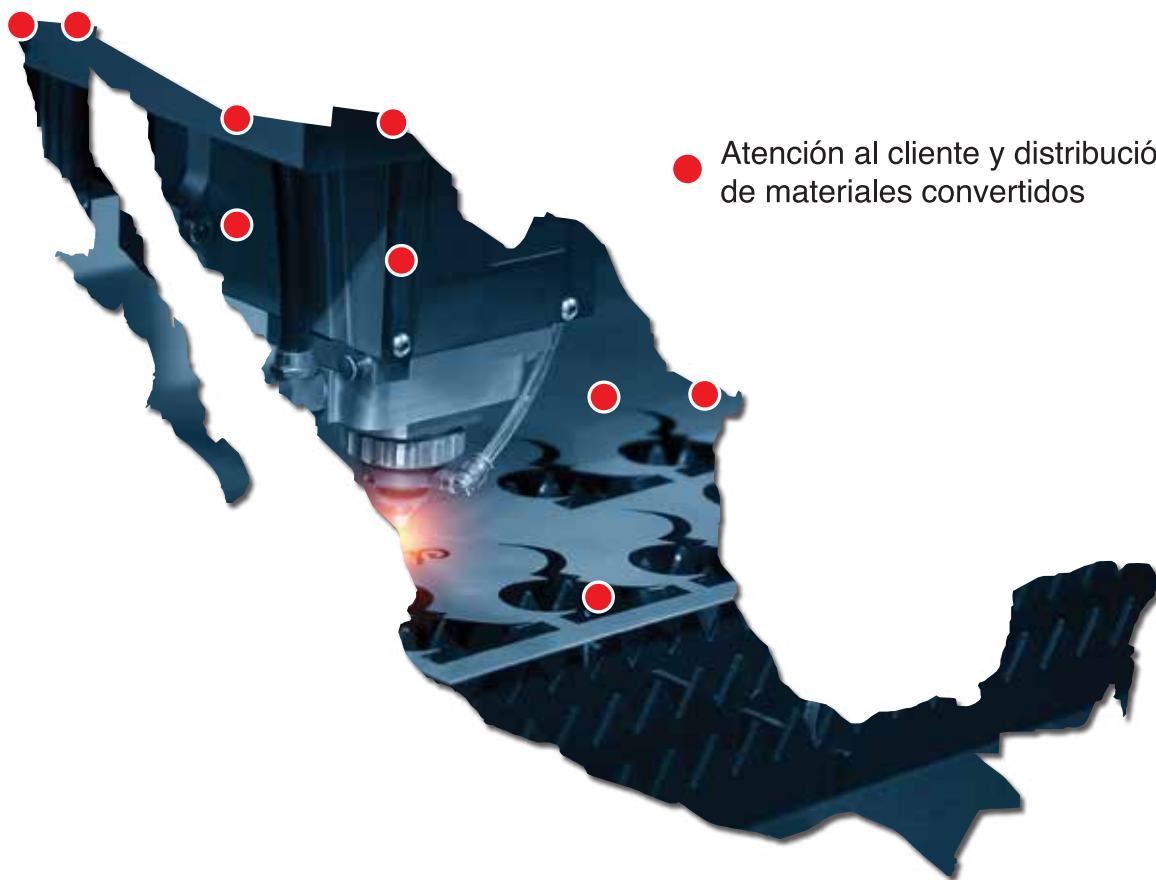 Atención al cliente y distribució
de materiales convertidos